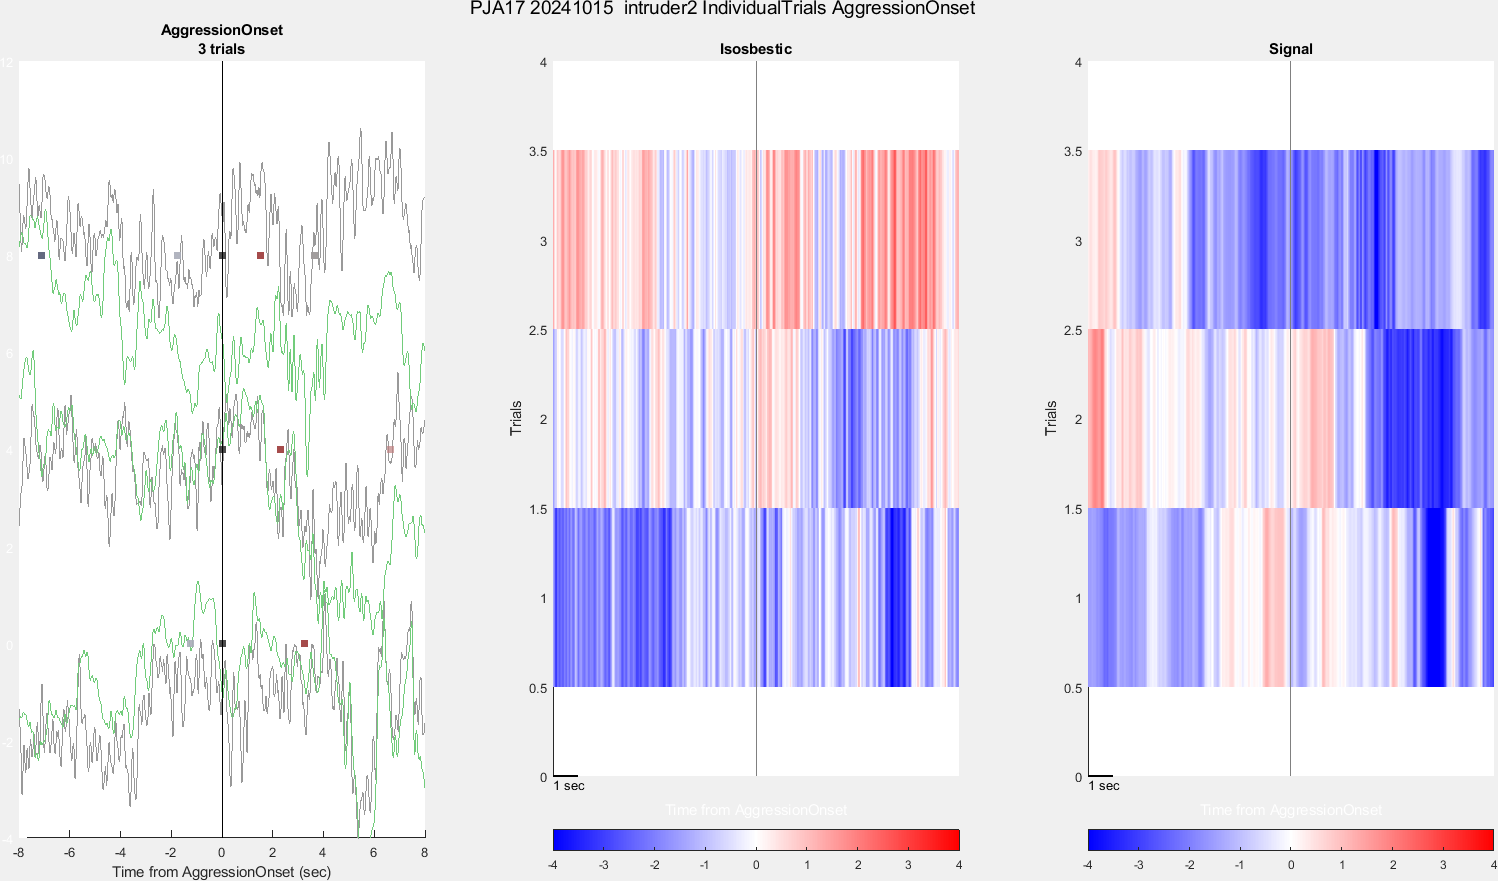 PJA17 20241015  intruder2 IndividualTrials AggressionOnset
AggressionOnset
3 trials
12
10
8
6
4
2
0
-2
-4
-8 -6 -4 -2 0 2 4 6 8
Time from AggressionOnset (sec)
Isosbestic
Trials
4
3.5
3
2.5
2
1.5
1
0.5
0
1 sec
Time from AggressionOnset
-4 -3 -2 -1 0 1 2 3 4
Signal
Trials
4
3.5
3
2.5
2
1.5
1
0.5
0
1 sec
Time from AggressionOnset
-4 -3 -2 -1 0 1 2 3 4